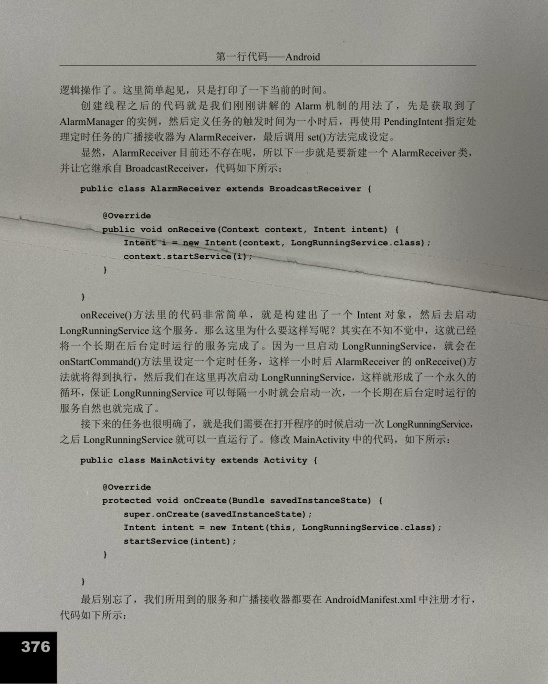 第一行代码——Android
逻辑操作了。这里简单起见，只是打印了一下当前的时间。
创建线程之后的代码就是我们刚刚讲解的 Alarm 机制的用法了，先是获取到了
AlarmManager 的实例，然后定义任务的触发时间为一小时后，再使用 PendingIntent 指定处
理定时任务的广播接收器为 AlarmReceiver，最后调用 set()方法完成设定。
显然，AlarmReceiver 目前还不存在呢，所以下一步就是要新建一个 AlarmReceiver 类，
并让它继承自 BroadcastReceiver，代码如下所示：
public class AlarmReceiver extends BroadcastReceiver {
@Override
public void onReceive(Context context, Intent intent) {
Intent i = new Intent(context, LongRunningService.class);
context.startService(i);
}
}
onReceive()方法里的代码非常简单，就是构建出了一个 Intent 对象，然后去启动
LongRunningService 这个服务。那么这里为什么要这样写呢？其实在不知不觉中，这就已经
将一个长期在后台定时运行的服务完成了。因为一旦启动 LongRunningService，就会在
onStartCommand()方法里设定一个定时任务，这样一小时后 AlarmReceiver 的 onReceive()方
法就将得到执行，然后我们在这里再次启动 LongRunningService，这样就形成了一个永久的
循环，保证 LongRunningService 可以每隔一小时就会启动一次，一个长期在后台定时运行的
服务自然也就完成了。
接下来的任务也很明确了，就是我们需要在打开程序的时候启动一次 LongRunningService，
之后 LongRunningService 就可以一直运行了。修改 MainActivity 中的代码，如下所示：
public class MainActivity extends Activity {
@Override
protected void onCreate(Bundle savedInstanceState) {
super.onCreate(savedInstanceState);
Intent intent = new Intent(this, LongRunningService.class);
startService(intent);
}
}
最后别忘了，我们所用到的服务和广播接收器都要在 AndroidManifest.xml 中注册才行，
代码如下所示：
376